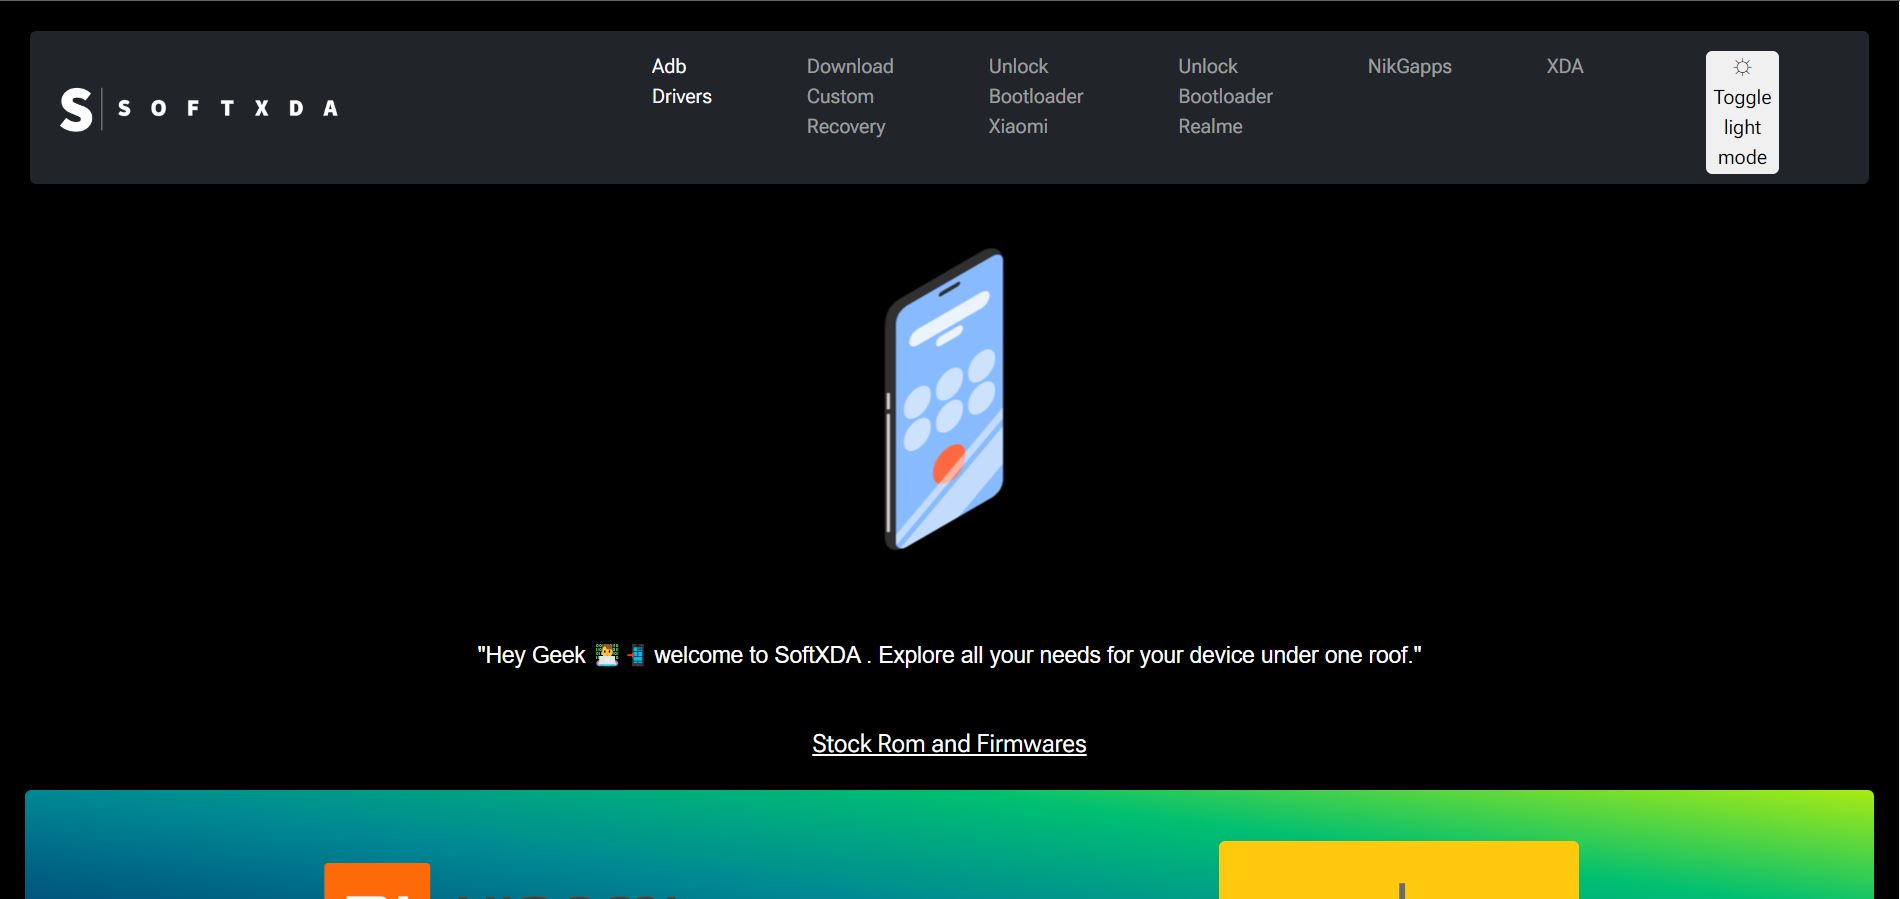 S | SOFTXDA
Adb
Drivers
Download
Custom
Recovery
Unlock
Bootloader
Xiaomi
Unlock
Bootloader
Realme
NikGapps
XDA
Toggle
light
mode
"Hey Geek 👨‍💻 📲 welcome to SoftXDA . Explore all your needs for your device under one roof."
Stock Rom and Firmwares